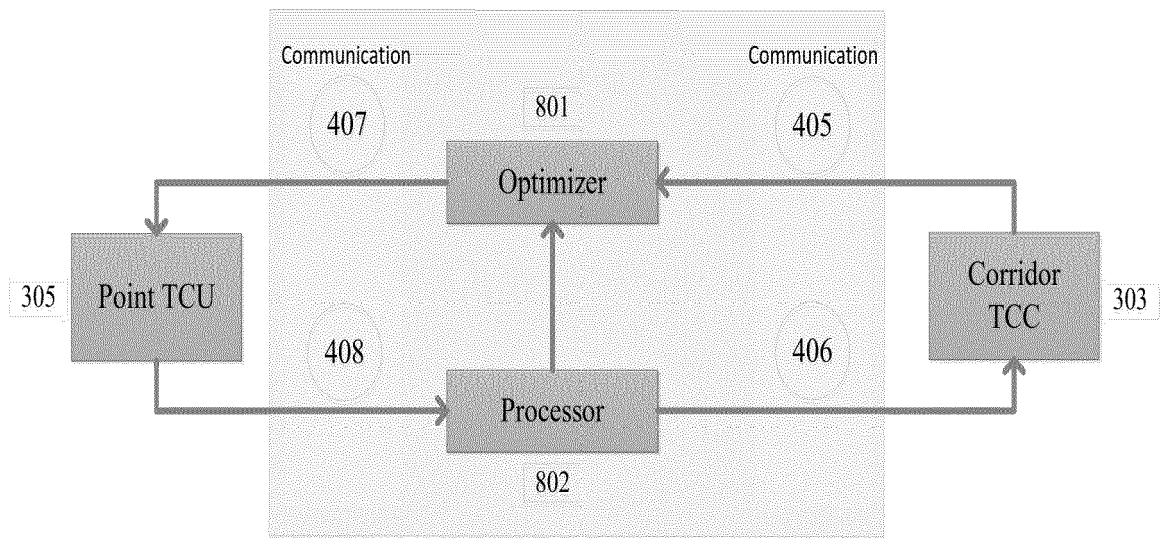 Communication
Communication
407
801
405
Optimizer
305
Point TCU
Corridor
TCC
303
408
406
Processor
802